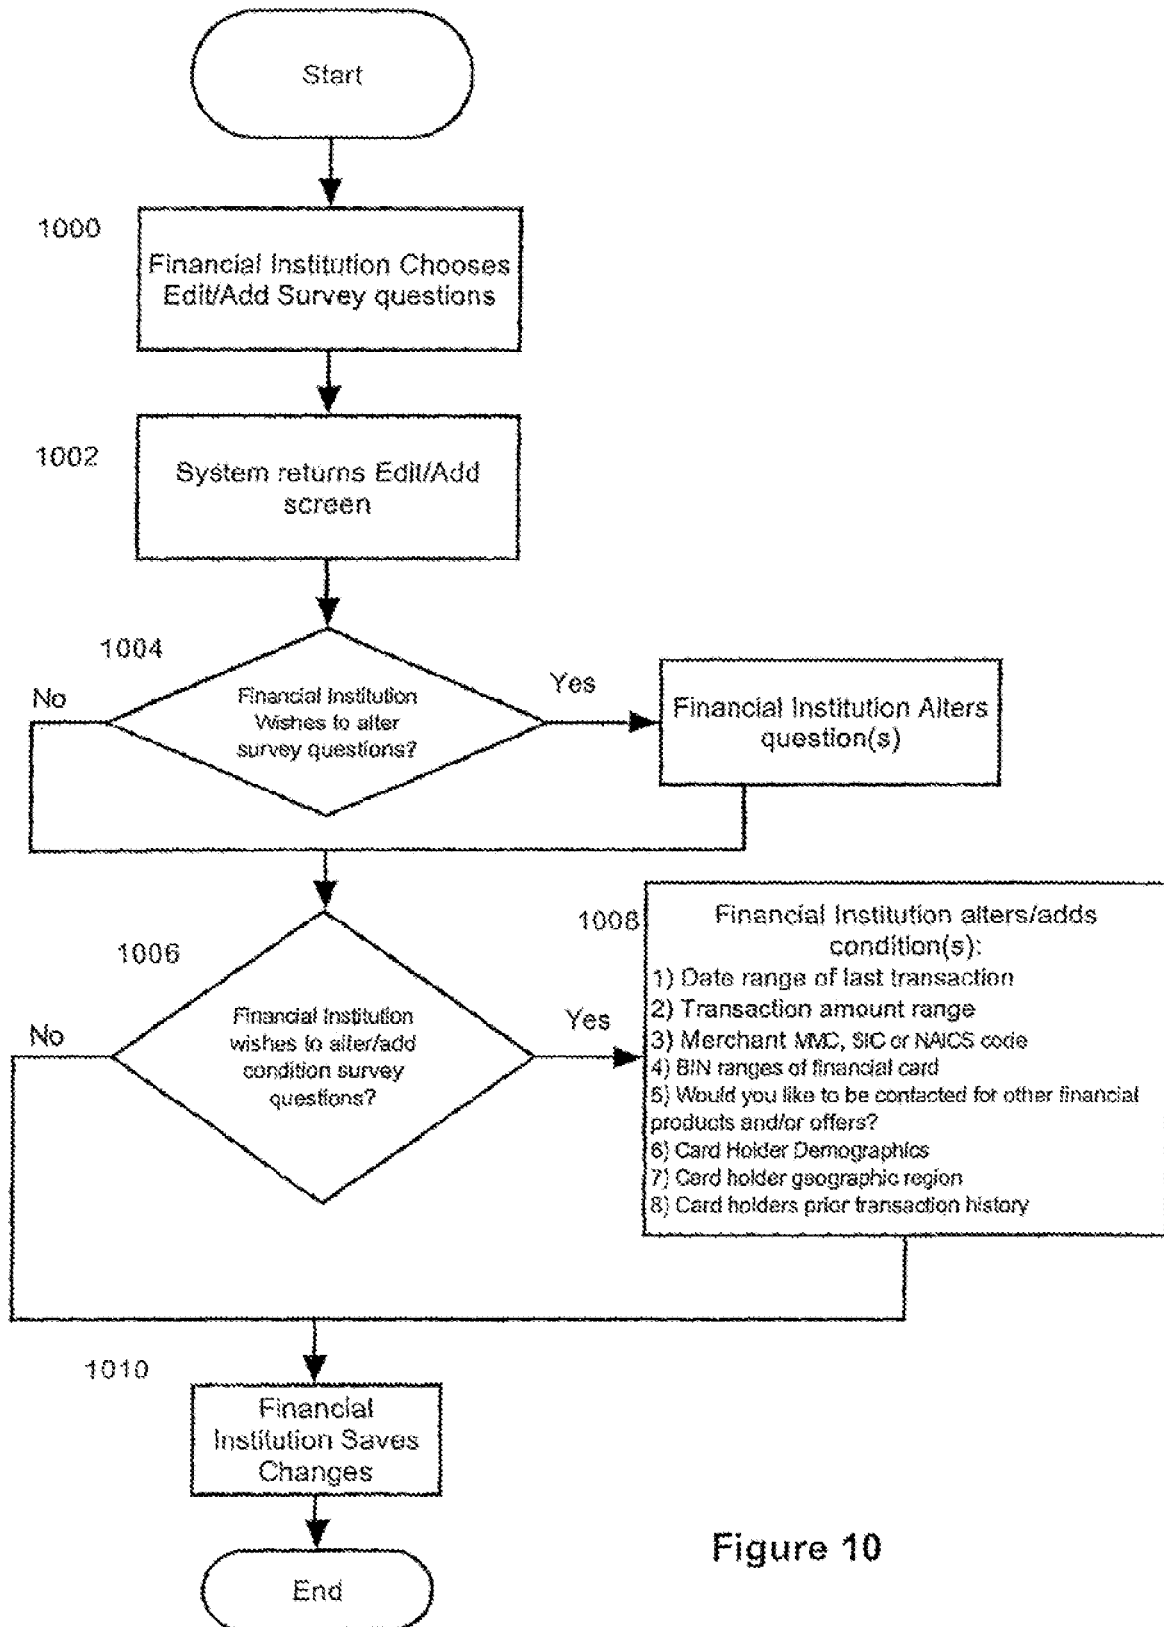 Start
1000
Financial Institution Chooses
Edit/Add Survey questions
1002
System returns Edit/Add
screen
1004
No
Financial Institution
Wishes to alter
survey questions?
Yes
Financial Institution Alters
question(s)
1006
No
Financial Institution
wishes to alter/add
condition survey
questions?
Yes
1008
Financial Institution alters/adds
condition(s):
1) Date range of last transaction
2) Transaction amount range
3) Merchant MMC, SIC or NAICS code
4) BIN ranges of financial card
5) Would you like to be contacted for other financial
products and/or offers?
6) Card Holder Demographics
7) Card holder geographic region
8) Card holders prior transaction history
1010
Financial
Institution Saves
Changes
End
Figure 10